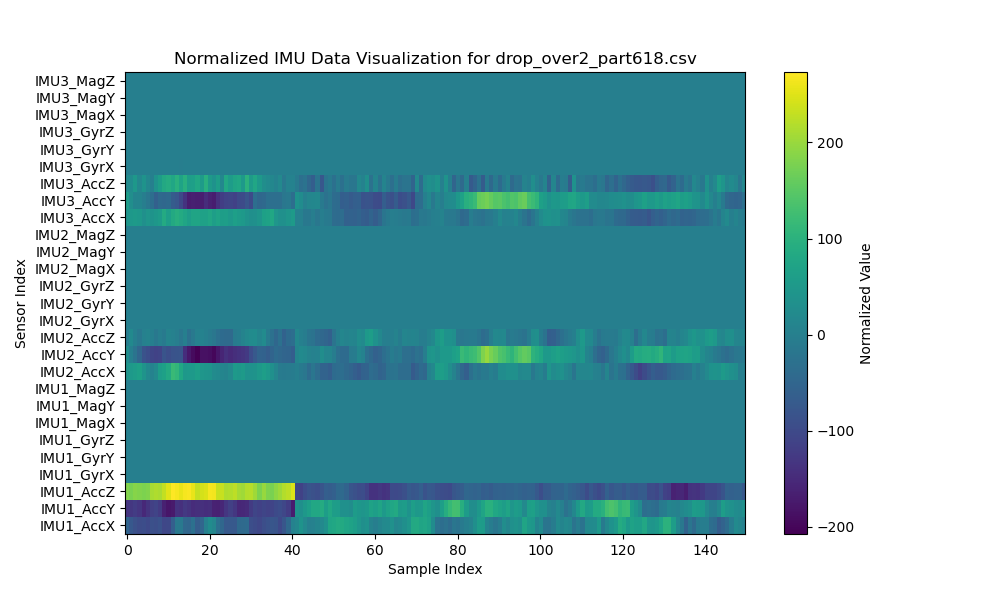 Normalized IMU Data Visualization for drop_over2_part618.csv
IMU3_MagZ
IMU3_MagY
IMU3_MagX
IMU3_GyrZ
IMU3_GyrY
IMU3_GyrX
IMU3_AccZ
IMU3_AccY
IMU3_AccX
IMU2_MagZ
IMU2_MagY
IMU2_MagX
IMU2_GyrZ
IMU2_GyrY
IMU2_GyrX
IMU2_AccZ
IMU2_AccY
IMU2_AccX
IMU1_MagZ
IMU1_MagY
IMU1_MagX
IMU1_GyrZ
IMU1_GyrY
IMU1_GyrX
IMU1_AccZ
IMU1_AccY
IMU1_AccX
Sensor Index
0 20 40 60 80 100 120 140
Sample Index
200
100
0
−100
−200
Normalized Value